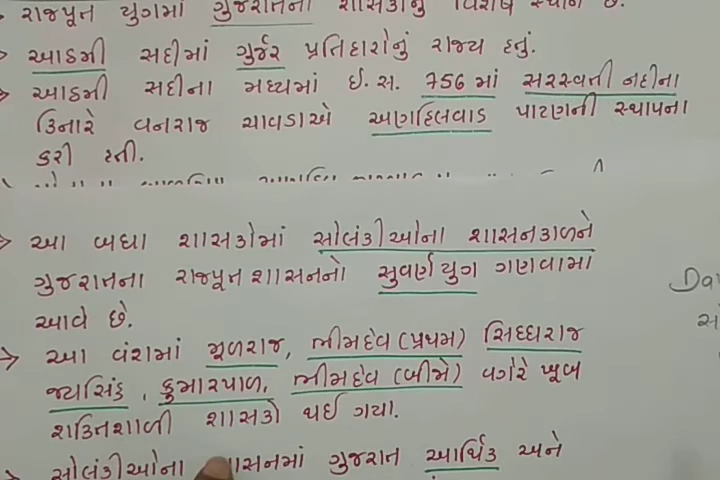 રાજપૂત યુગમાં ગુજરાતના શાસકોનું વિશેષ સ્થાન છે.
→ આઠમી સદીમાં ગુર્જર પ્રતિહારોનું રાજ્ય હતું.
→ આઠમી સદીના મધ્યમાં ઈ.સ. 756 માં સરસ્વતી નદીના
કિનારે વનરાજ ચાવડાએ અણહિલવાડ પાટણની સ્થાપના
કરી હતી.
→ આ બધા શાસકોમાં સોલંકીઓના શાસનકાળને
ગુજરાતના રાજપૂત શાસનનો સુવર્ણ યુગ ગણવામાં
આવે છે.
→ આ વંશમાં મૂળરાજ, ભીમદેવ (પ્રથમ) સિદ્ધરાજ
જયસિંહ, કુમારપાળ, ભીમદેવ (બીજો) વગેરે ખૂબ
શક્તિશાળી શાસકો થઈ ગયા.
→ સોલંકીઓના શાસનમાં ગુજરાત આર્થિક અને